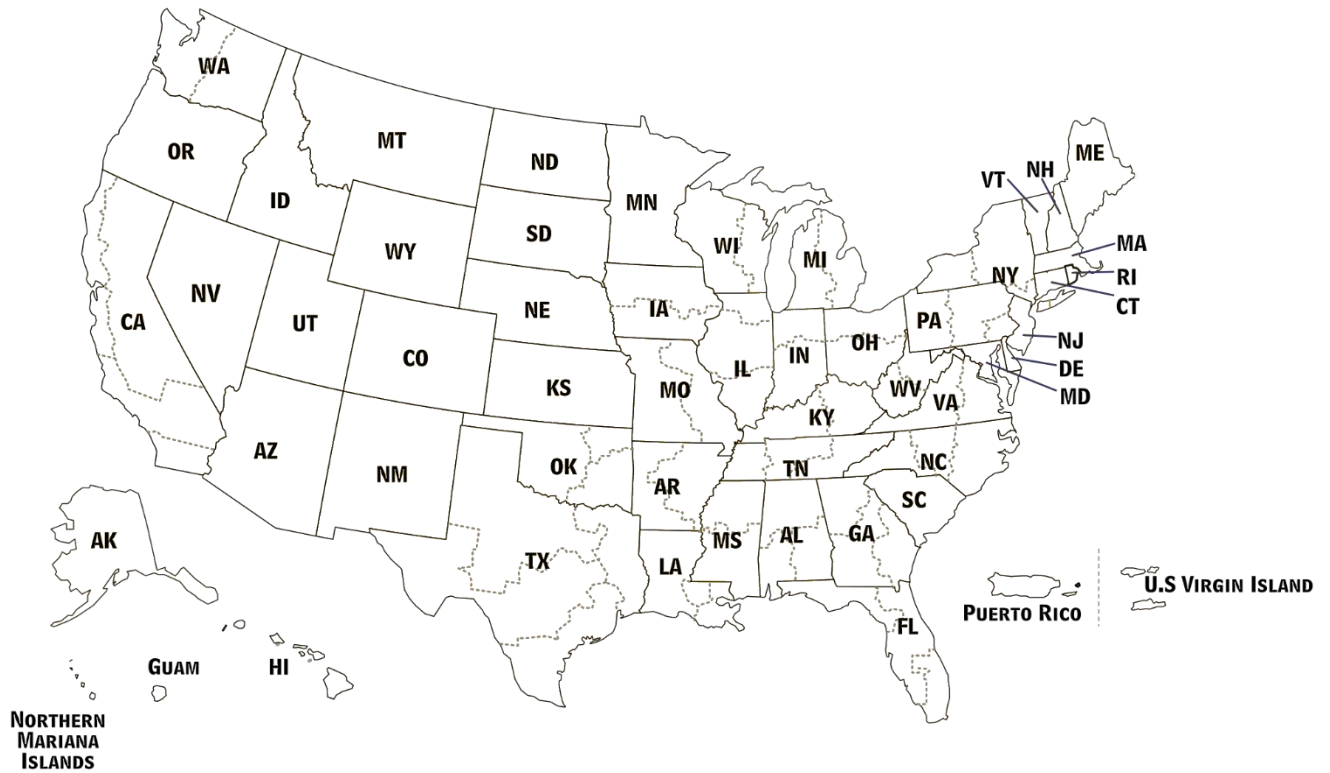 WA
MT
ME
OR
ND
NH
VT
ID
MN
SD
WI
MA
WY
MI
NY
RI
NV
CT
NE
IA
CA
UT
PA
NJ
OH
CO
IN
IL
DE
KS
MO
WV
MD
VA
KY
AZ
NM
OK
TN
NC
AR
SC
AK
TX
MS
AL
GA
LA
U.S VIRGIN ISLAND
PUERTO RICO
FL
GUAM
HI
NORTHERN
MARIANA
ISLANDS